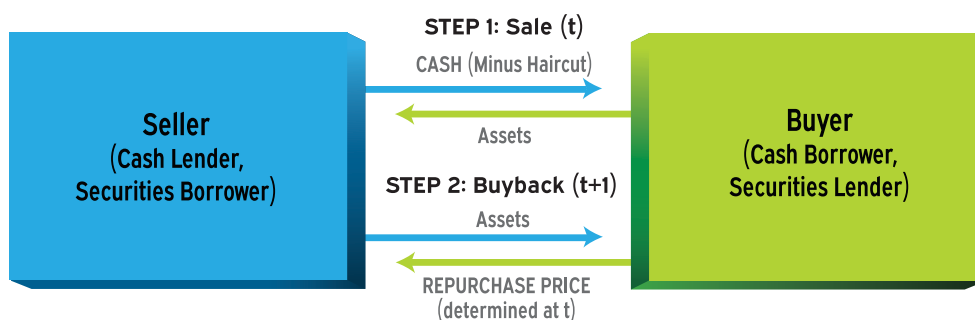 STEP 1: Sale (t)
CASH (Minus Haircut)
Assets
Seller
(Cash Lender,
Securities Borrower)
Buyer
(Cash Borrower,
Securities Lender)
STEP 2: Buyback (t+1)
Assets
REPURCHASE PRICE
(determined at t)